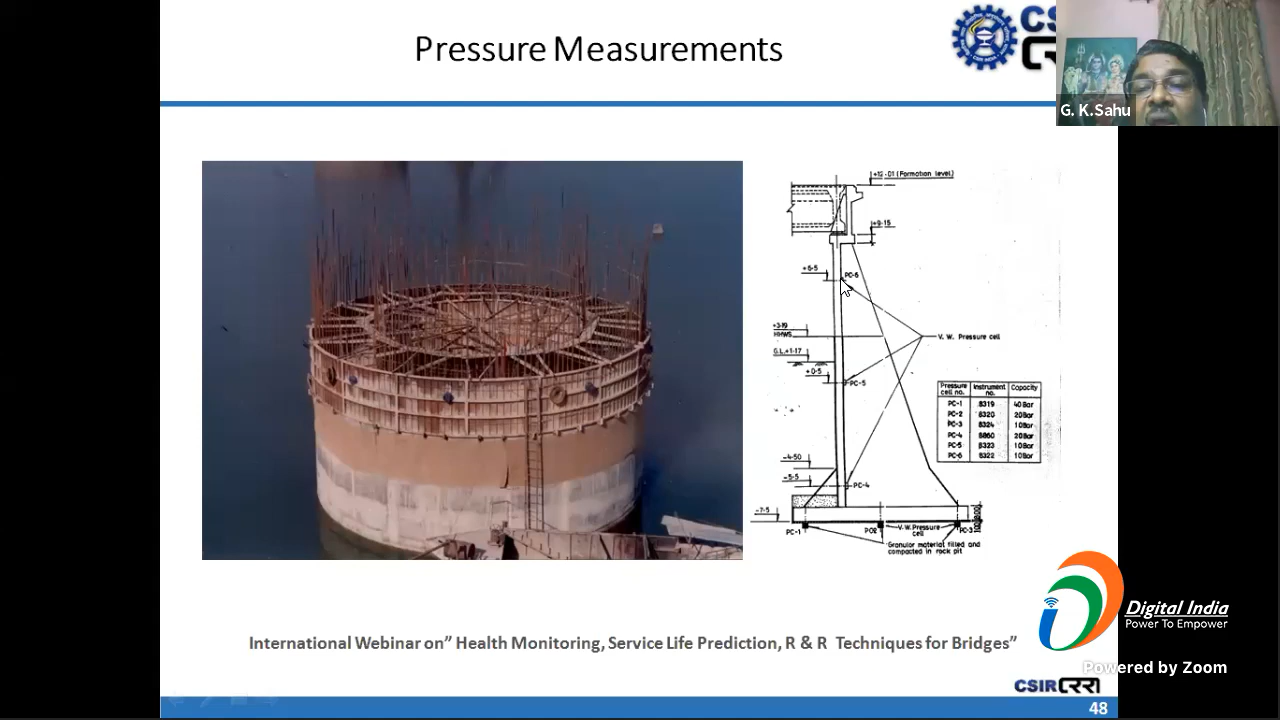 Pressure Measurements
CS
G. K.Sahu
+12·01 (Formation level)
+9·15
+6·5
PC-6
+3·19
HHWS
V. W. Pressure cell
G.L.+1·17
+0·5
PC-5
Pressure cell no. Instrument no. Capacity
PC-1 8319 40Bar
PC-2 8320 20Bar
PC-3 8324 10Bar
PC-4 8860 20Bar
PC-5 8323 10Bar
PC-6 8322 10Bar
-4·50
-5·5
PC-4
-7·5
PC-1
PC2
V.W.Pressure
cell
PC-3
Granular material filled and
compacted in rock pit
International Webinar on” Health Monitoring, Service Life Prediction, R & R Techniques for Bridges”
Digital India
Power To Empower
Powered by Zoom
CSIR CRRI
48